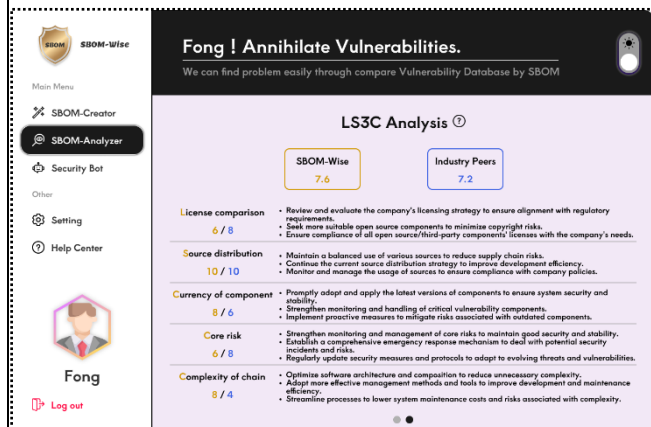 SBOM
SBOM-Wise
Fong ! Annihilate Vulnerabilities.
We can find problem easily through compare Vulnerability Database by SBOM
Main Menu
SBOM-Creator
SBOM-Analyzer
Security Bot
Other
Setting
Help Center
Fong
Log out
LS3C Analysis ?
SBOM-Wise
7.6
Industry Peers
7.2
License comparison
6 / 8
• Review and evaluate the company's licensing strategy to ensure alignment with regulatory
requirements.
• Seek more suitable open source components to minimize copyright risks.
• Ensure compliance of all open source/third-party components' licenses with the company's needs.
Source distribution
10 / 10
• Maintain a balanced use of various sources to reduce supply chain risks.
• Continue the current source distribution strategy to improve development efficiency.
• Monitor and manage the usage of sources to ensure compliance with company policies.
Currency of component
8 / 6
• Promptly adopt and apply the latest versions of components to ensure system security and
stability.
• Strengthen monitoring and handling of critical vulnerability components.
• Implement proactive measures to mitigate risks associated with outdated components.
Core risk
6 / 8
• Strengthen monitoring and management of core risks to maintain good security and stability.
• Establish a comprehensive emergency response mechanism to deal with potential security
incidents and risks.
• Regularly update security measures and protocols to adapt to evolving threats and vulnerabilities.
Complexity of chain
8 / 4
• Optimize software architecture and composition to reduce unnecessary complexity.
• Adopt more effective management methods and tools to improve development and maintenance
efficiency.
• Streamline processes to lower system maintenance costs and risks associated with complexity.